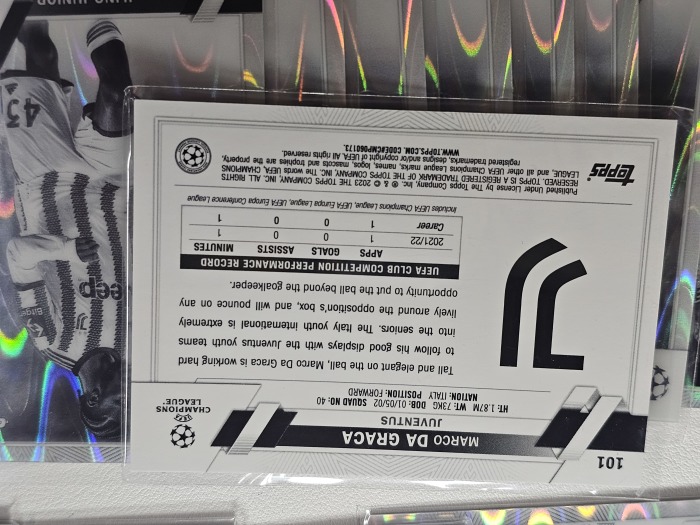 101
MARCO DA GRACA
JUVENTUS
UEFA
CHAMPIONS
LEAGUE.
HT: 1.87M WT: 73KG DOB: 01/05/02 SQUAD NO: 40
NATION: ITALY POSITION: FORWARD
Tall and elegant on the ball, Marco Da Graca is working hard
to follow his good displays with the Juventus youth teams
into the seniors. The Italy youth international is extremely
lively around the opposition's box, and will pounce on any
opportunity to put the ball beyond the goalkeeper.
UEFA CLUB COMPETITION PERFORMANCE RECORD
APPS GOALS ASSISTS MINUTES
2021/22 1 0 0 1
Career 1 0 0 1
Includes UEFA Champions League, UEFA Europa League, UEFA Europa Conference League
Published under License by The Topps Company, Inc. ® & © 2023 THE TOPPS COMPANY, INC. ALL RIGHTS
RESERVED. TOPPS IS A REGISTERED TRADEMARK OF THE TOPPS COMPANY, INC. The words UEFA, CHAMPIONS
LEAGUE, and all other UEFA Champions League marks, names, logos, mascots and trophies are the property,
registered trademarks, designs and/or copyright of UEFA All rights reserved.
WWW.TOPPS.COM. CODE#CMP060173.
topps
JUNIOR
43
eep